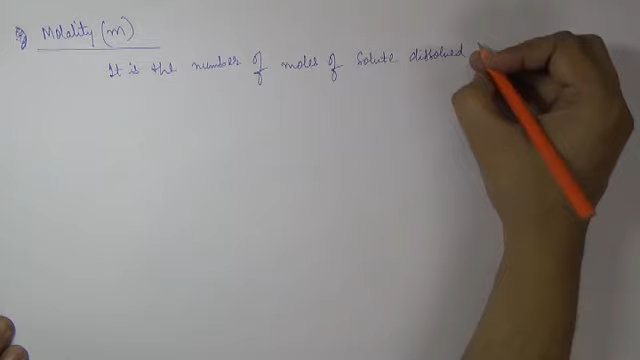 Molality (m)
It is the number of moles of Solute dissolved